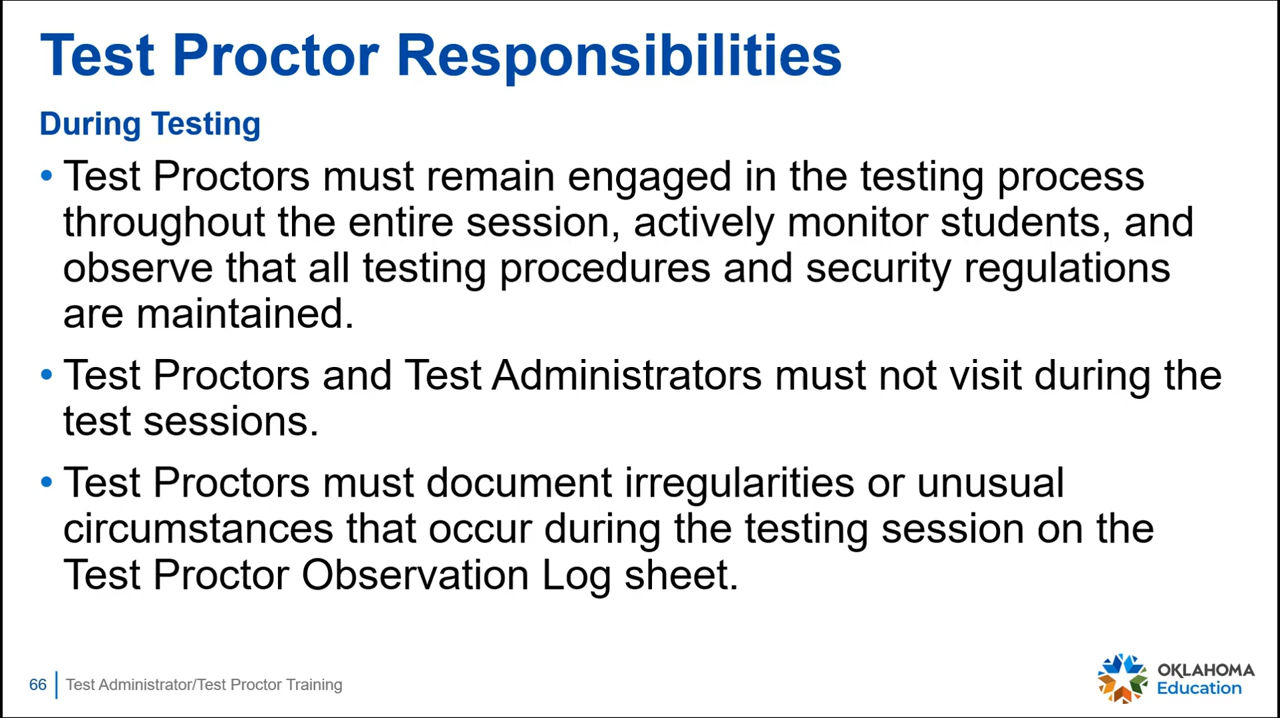 Test Proctor Responsibilities
During Testing
• Test Proctors must remain engaged in the testing process
throughout the entire session, actively monitor students, and
observe that all testing procedures and security regulations
are maintained.
• Test Proctors and Test Administrators must not visit during the
test sessions.
• Test Proctors must document irregularities or unusual
circumstances that occur during the testing session on the
Test Proctor Observation Log sheet.
66 | Test Administrator/Test Proctor Training
OKLAHOMA
Education